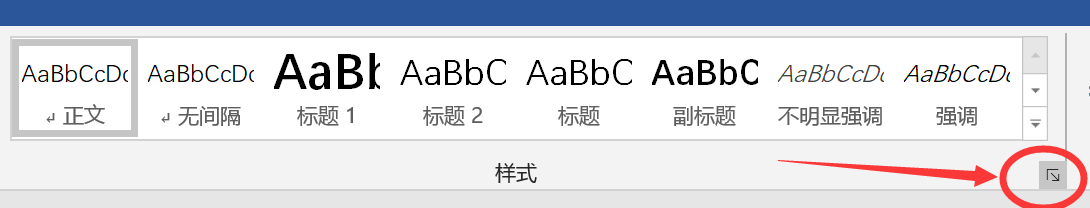 AaBbCcDc AaBbCcDc AaBb AaBbC AaBbC AaBbC AaBbCcDc AaBbCcDc
↲ 正文 ↲ 无间隔 标题 1 标题 2 标题 副标题 不明显强调 强调
样式